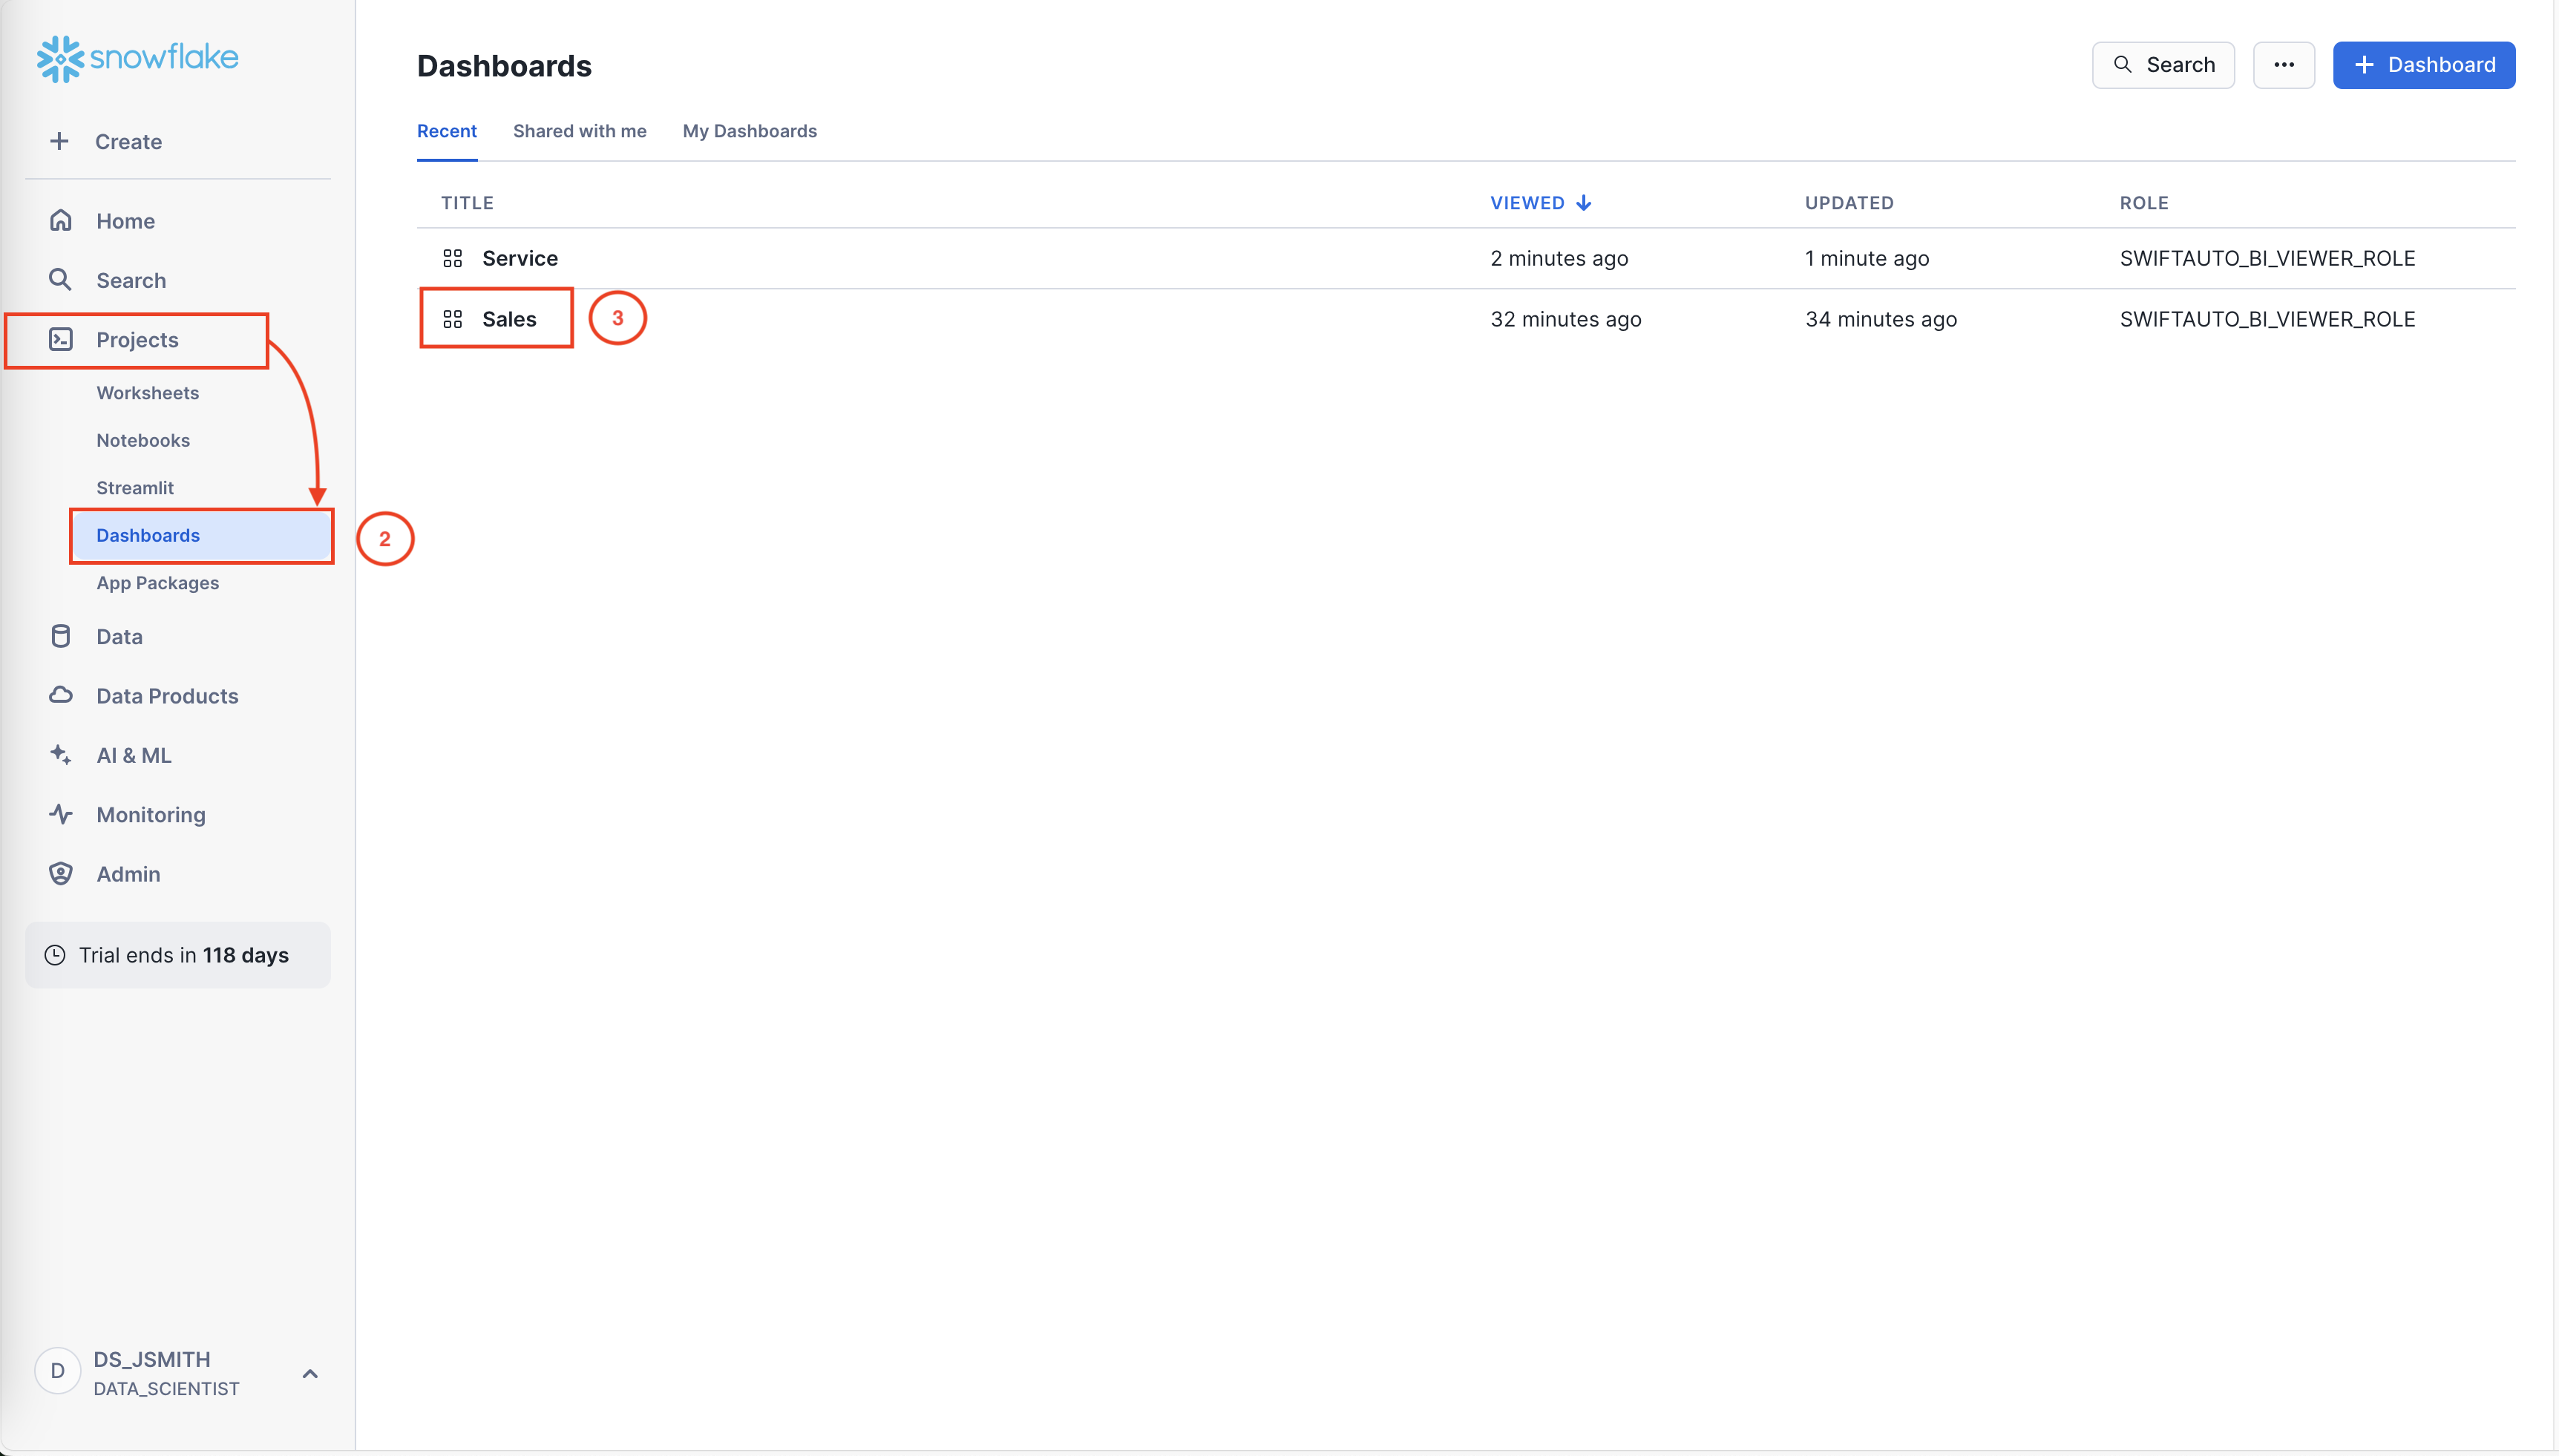 snowflake
Create
Home
Search
Projects
Worksheets
Notebooks
Streamlit
Dashboards
2
App Packages
Data
Data Products
AI & ML
Monitoring
Admin
Trial ends in 118 days
D
DS_JSMITH
DATA_SCIENTIST
Dashboards
Search
Dashboard
Recent Shared with me My Dashboards
TITLE VIEWED UPDATED ROLE
Service 2 minutes ago 1 minute ago SWIFTAUTO_BI_VIEWER_ROLE
Sales 3 32 minutes ago 34 minutes ago SWIFTAUTO_BI_VIEWER_ROLE